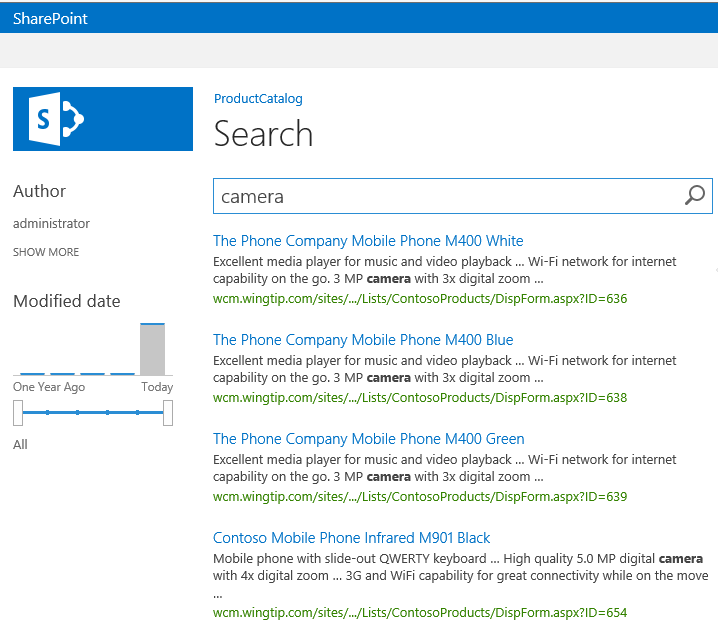 SharePoint
S
ProductCatalog
Search
Author
administrator
SHOW MORE
Modified date
One Year Ago Today
All
camera
The Phone Company Mobile Phone M400 White
Excellent media player for music and video playback ... Wi-Fi network for internet
capability on the go. 3 MP camera with 3x digital zoom ...
wcm.wingtip.com/sites/.../Lists/ContosoProducts/DispForm.aspx?ID=636
The Phone Company Mobile Phone M400 Blue
Excellent media player for music and video playback ... Wi-Fi network for internet
capability on the go. 3 MP camera with 3x digital zoom ...
wcm.wingtip.com/sites/.../Lists/ContosoProducts/DispForm.aspx?ID=638
The Phone Company Mobile Phone M400 Green
Excellent media player for music and video playback ... Wi-Fi network for internet
capability on the go. 3 MP camera with 3x digital zoom ...
wcm.wingtip.com/sites/.../Lists/ContosoProducts/DispForm.aspx?ID=639
Contoso Mobile Phone Infrared M901 Black
Mobile phone with slide-out QWERTY keyboard ... High quality 5.0 MP digital camera
with 4x digital zoom ... 3G and WiFi capability for great connectivity while on the move
...
wcm.wingtip.com/sites/.../Lists/ContosoProducts/DispForm.aspx?ID=654